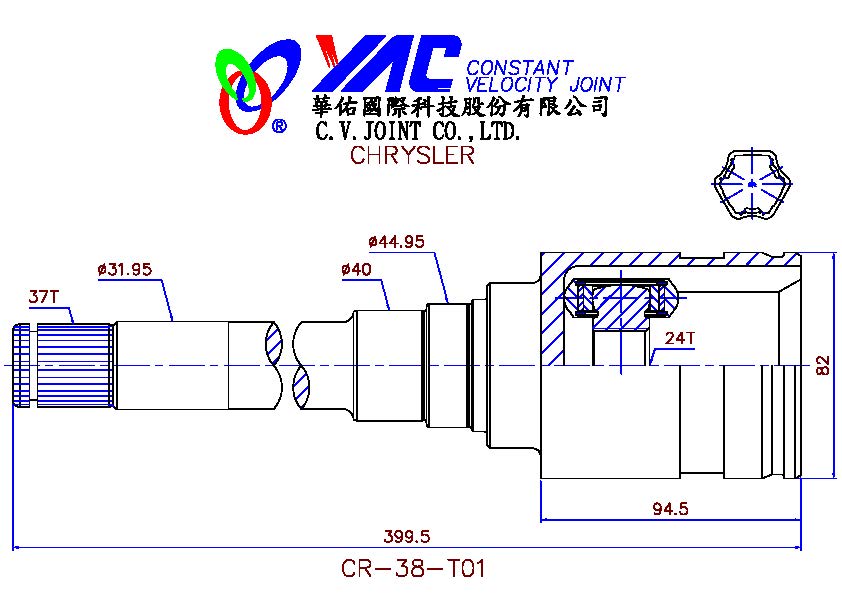 YAC CONSTANT
VELOCITY JOINT
華佑國際科技股份有限公司
®
C.V.JOINT CO.,LTD.
CHRYSLER
ø44.95
ø31.95
ø40
37T
24T
82
94.5
399.5
CR-38-T01